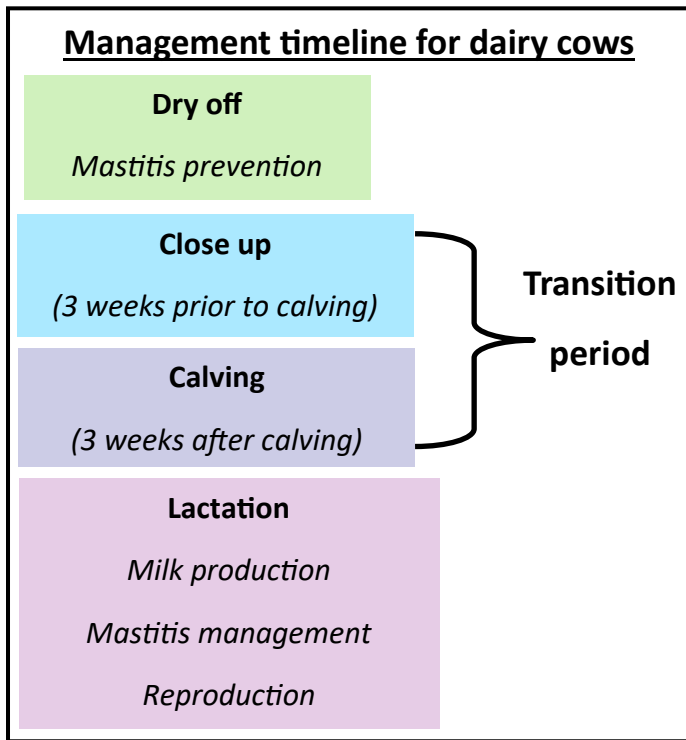 Management timeline for dairy cows
Dry off
Mastitis prevention
Close up
(3 weeks prior to calving)
Calving
(3 weeks after calving)
Transition
period
Lactation
Milk production
Mastitis management
Reproduction